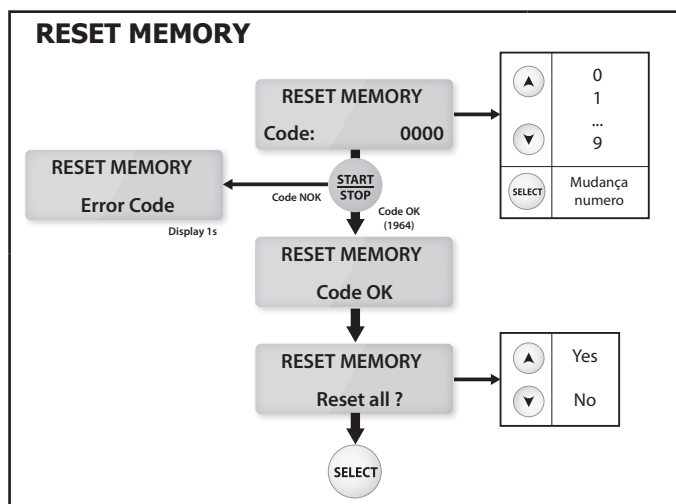 RESET MEMORY
RESET MEMORY
Code: 0000
0
1
...
9
SELECT
Mudança
numero
RESET MEMORY
Error Code
Display 1s
Code NOK
START
STOP
Code OK
(1964)
RESET MEMORY
Code OK
RESET MEMORY
Reset all ?
Yes
No
SELECT